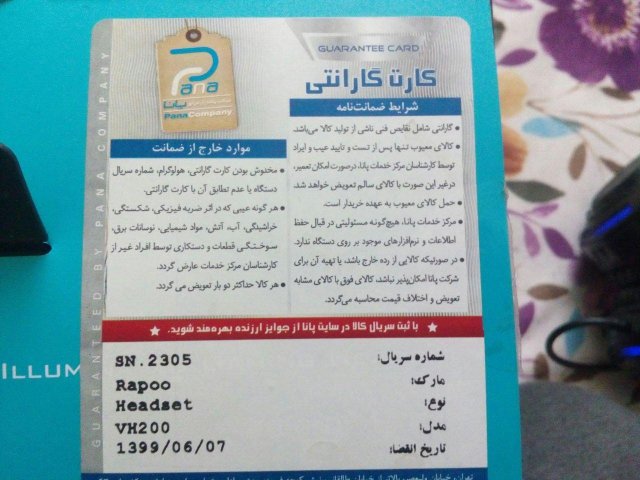 GUARANTEE CARD
کارت گارانتی
Pana
پانا
PanaCompany
GUARANTEED BY PANA COMPANY
شرایط ضمانت‌نامه
• گارانتی شامل نقایص فنی ناشی از تولید کالا می‌باشد.
• کالای معیوب تنها پس از تست و تایید عیب و ایراد
توسط کارشناسان مرکز خدمات پانا، درصورت امکان تعمیر،
درغیر این صورت با کالای سالم تعویض خواهد شد.
• حمل کالای معیوب به عهده خریدار است.
• مرکز خدمات پانا، هیچ‌گونه مسئولیتی در قبال حفظ
اطلاعات و نرم‌افزارهای موجود بر روی دستگاه ندارد.
• در صورتیکه کالایی از رده خارج باشد، یا تهیه آن برای
شرکت پانا امکان‌پذیر نباشد، کالای فوق با کالای مشابه
تعویض و اختلاف قیمت محاسبه می‌گردد.
موارد خارج از ضمانت
• مخدوش بودن کارت گارانتی، هولوگرام، شماره سریال
دستگاه یا عدم تطابق آن با کارت گارانتی.
• هر گونه عیبی که در اثر ضربه فیزیکی، شکستگی،
خراشیدگی، آب، آتش، مواد شیمیایی، نوسانات برق،
سوختگی قطعات و دستکاری توسط افراد غیر از
کارشناسان مرکز خدمات عارض گردد.
• هر کالا حداکثر دو بار تعویض می گردد.
با ثبت سریال کالا در سایت پانا از جوایز ارزنده بهره‌مند شوید.
شماره سریال: SN.2305
مارک: Rapoo
نوع: Headset
مدل: VH200
تاریخ انقضا: 1399/06/07
ILLUM